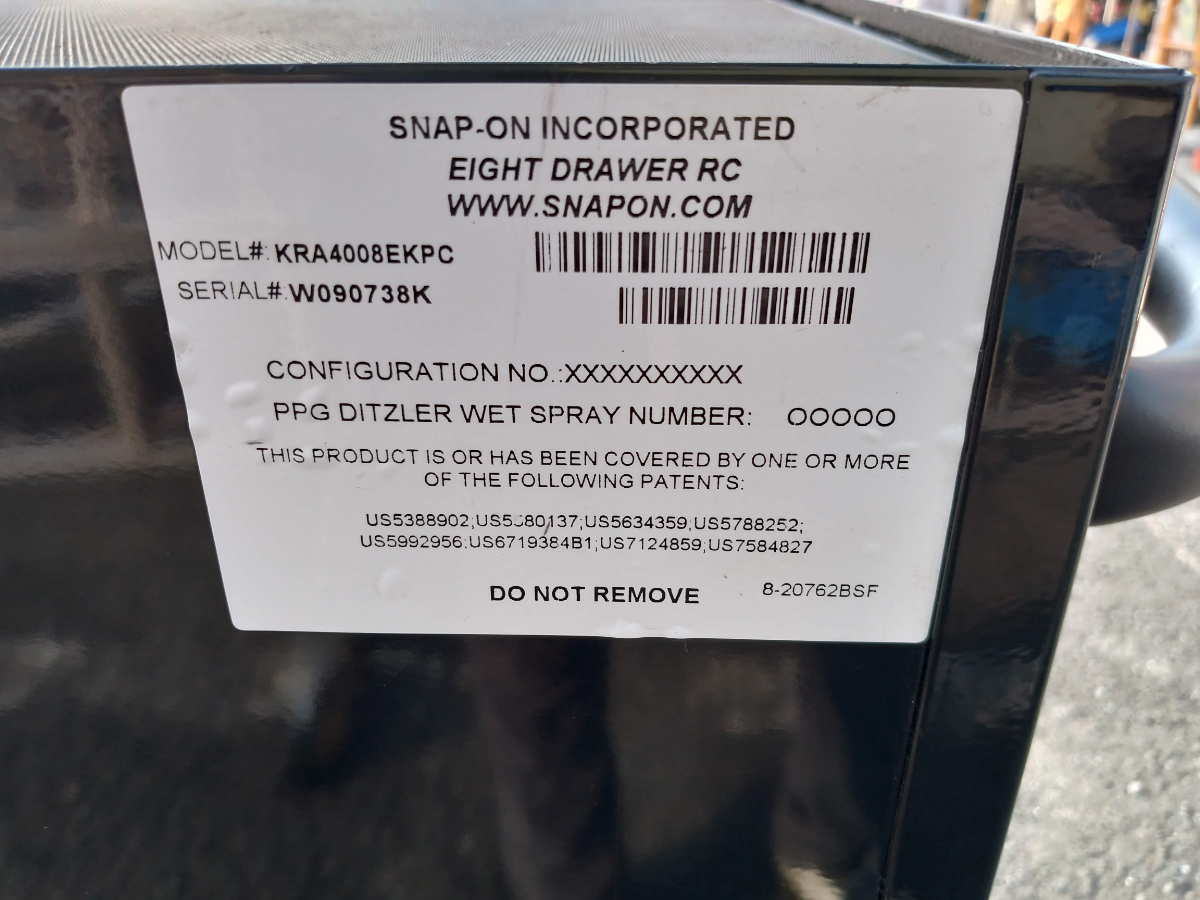 SNAP-ON INCORPORATED
EIGHT DRAWER RC
WWW.SNAPON.COM
MODEL#: KRA4008EKPC
SERIAL#:W090738K
CONFIGURATION NO.:XXXXXXXXXX
PPG DITZLER WET SPRAY NUMBER: OOOOO
THIS PRODUCT IS OR HAS BEEN COVERED BY ONE OR MORE
OF THE FOLLOWING PATENTS:
US5388902;US5580137;US5634359;US5788252;
US5992956;US6719384B1;US7124859;US7584827
DO NOT REMOVE
8-20762BSF